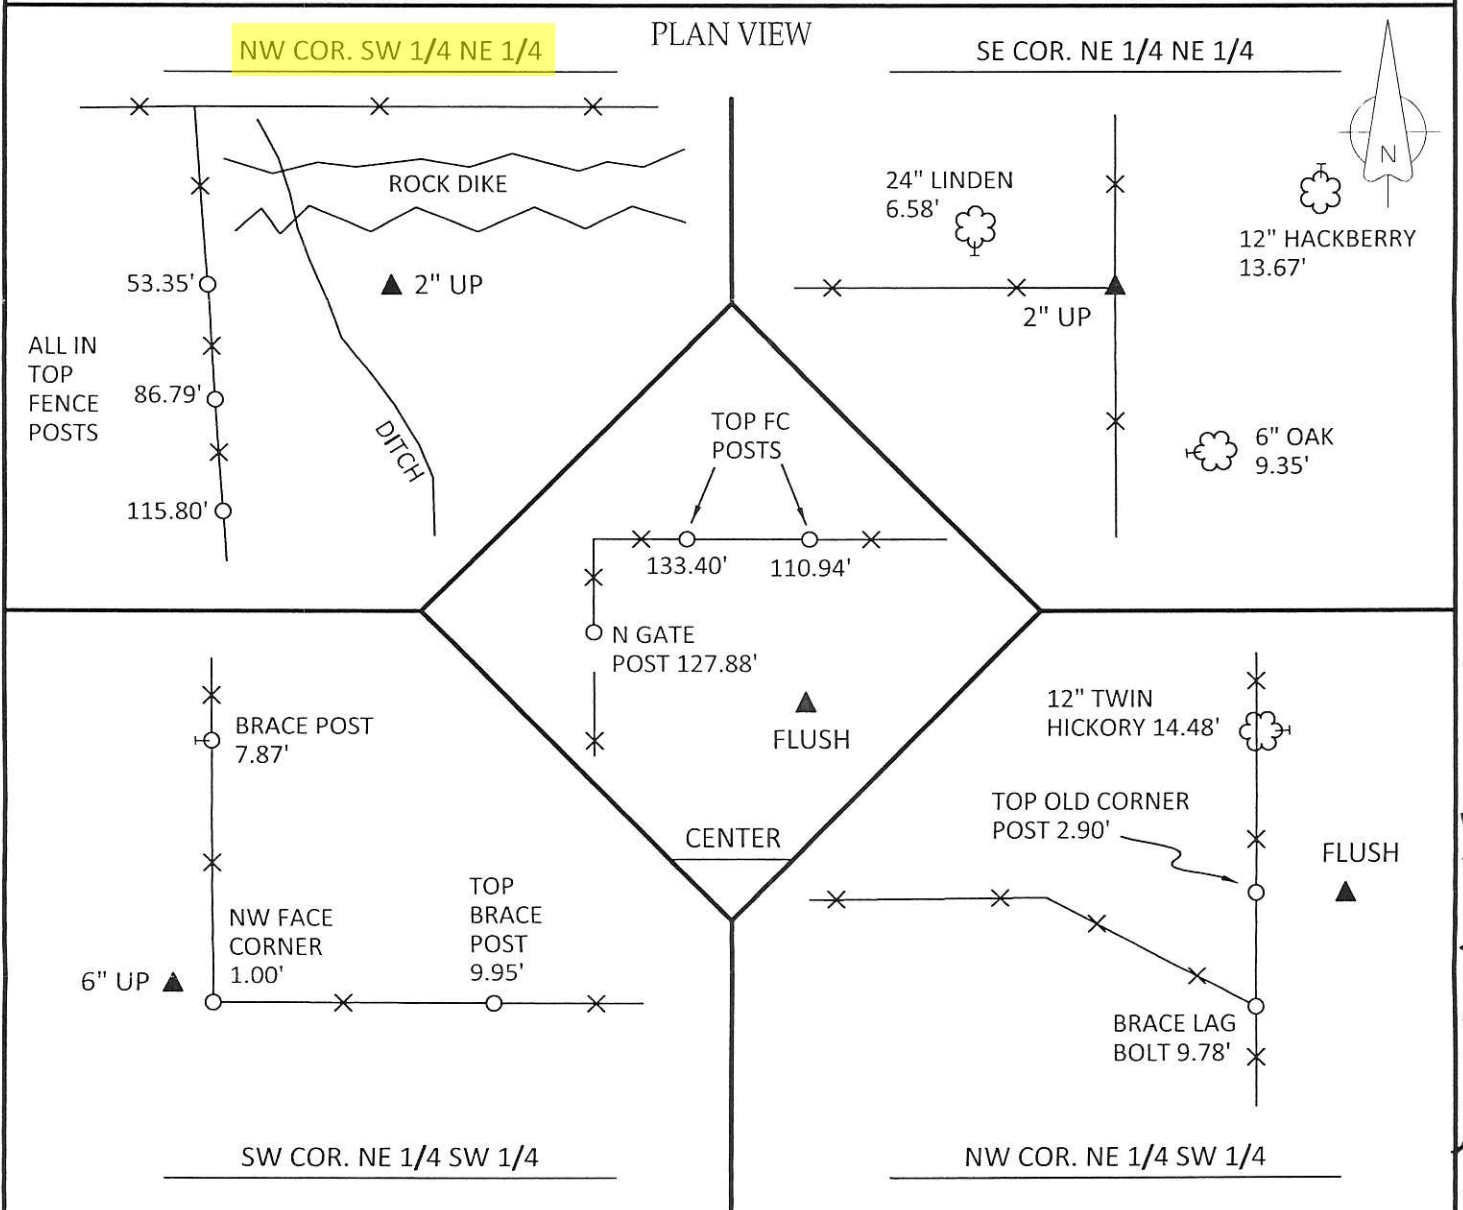 PLAN VIEW
NW COR. SW 1/4 NE 1/4
ROCK DIKE
53.35'
2" UP
ALL IN
TOP
FENCE
POSTS
86.79'
DITCH
115.80'
SE COR. NE 1/4 NE 1/4
N
24" LINDEN
6.58'
12" HACKBERRY
13.67'
2" UP
6" OAK
9.35'
TOP FC
POSTS
133.40'
110.94'
N GATE
POST 127.88'
FLUSH
CENTER
BRACE POST
7.87'
NW FACE
CORNER
1.00'
TOP
BRACE
POST
9.95'
6" UP
SW COR. NE 1/4 SW 1/4
12" TWIN
HICKORY 14.48'
TOP OLD CORNER
POST 2.90'
FLUSH
BRACE LAG
BOLT 9.78'
NW COR. NE 1/4 SW 1/4